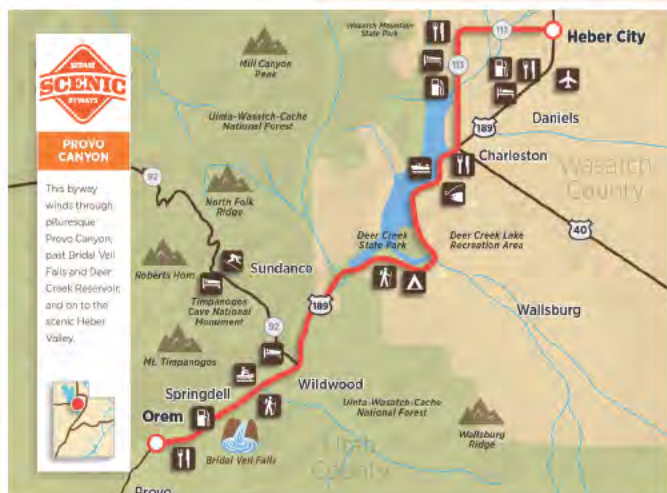 SCENIC
BYWAYS
PROVO
CANYON
This byway
winds through
pituresque
Provo Canyon,
past Bridal Veil
Falls and Deer
Creek Reservoir,
and on to the
scenic Heber
Valley.
Wasatch Mountain
State Park
113
113
Heber City
Mill Canyon
Peak
Uinta-Wasatch-Cache
National Forest
189
Daniels
Charleston
Wasatch
County
92
North Folk
Ridge
40
Deer Creek
State Park
Deer Creek Lake
Recreation Area
Roberts Horn
Sundance
Timpanogos
Cave National
Monument
189
Wallsburg
92
Mt. Timpanogos
Springdell
Wildwood
Orem
Uinta-Wasatch-Cache
National Forest
Wallsburg
Ridge
Bridal Veil Falls
Utah
County
Provo